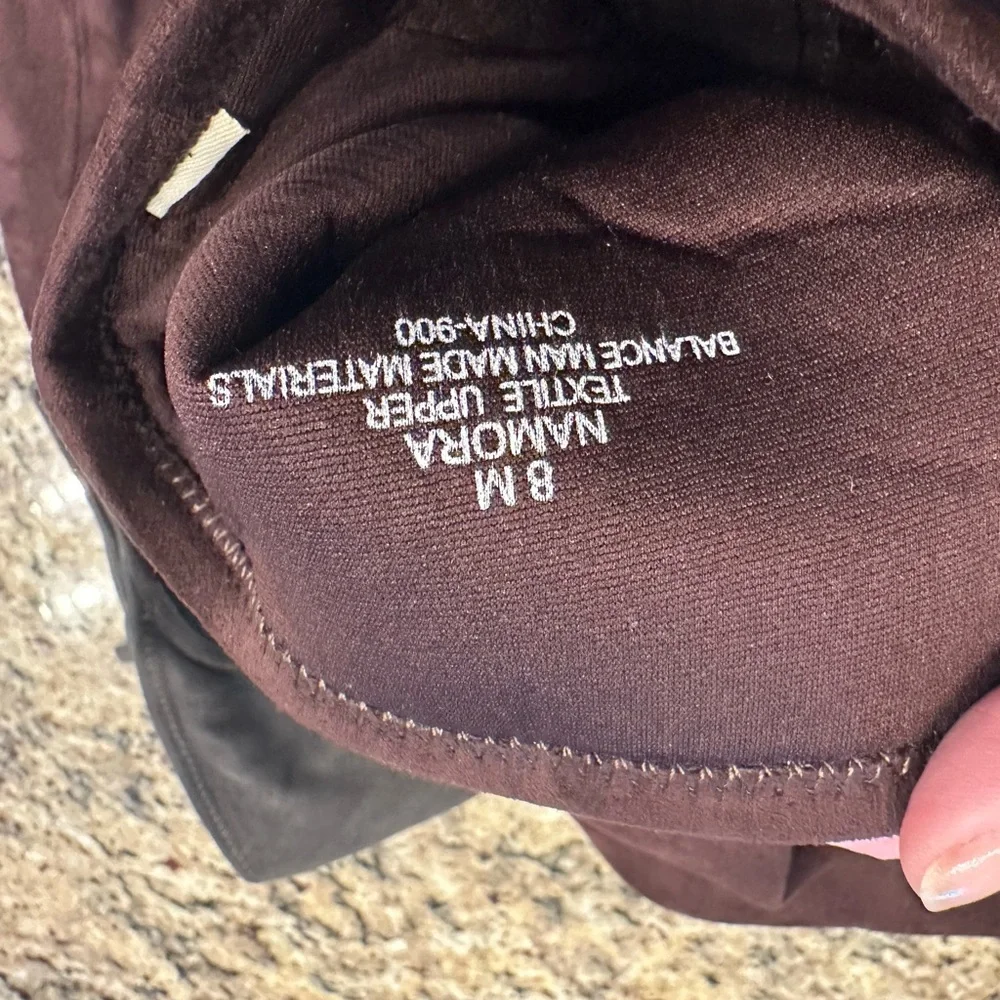 8 M
NAMORA
TEXTILE UPPER
BALANCE MAN MADE MATERIALS
CHINA-900